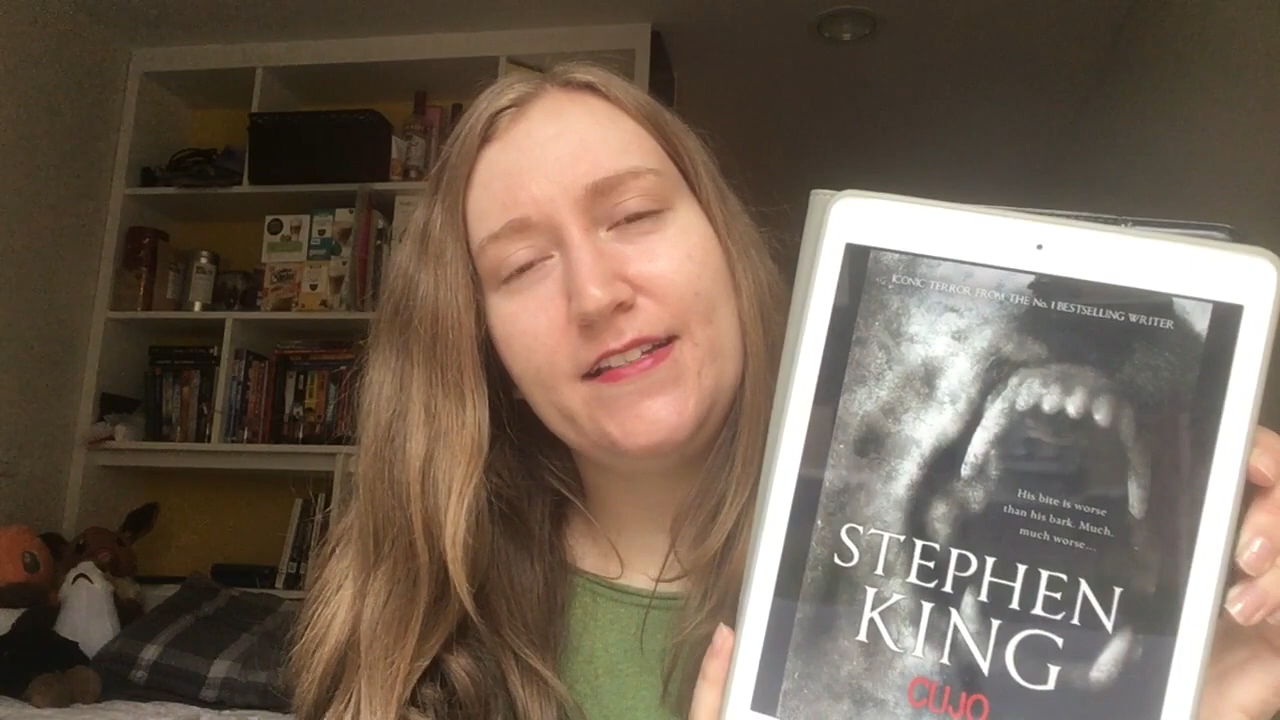 ICONIC TERROR FROM THE No. 1 BESTSELLING WRITER
His bite is worse
than his bark. Much,
much worse...
STEPHEN
KING
CUJO